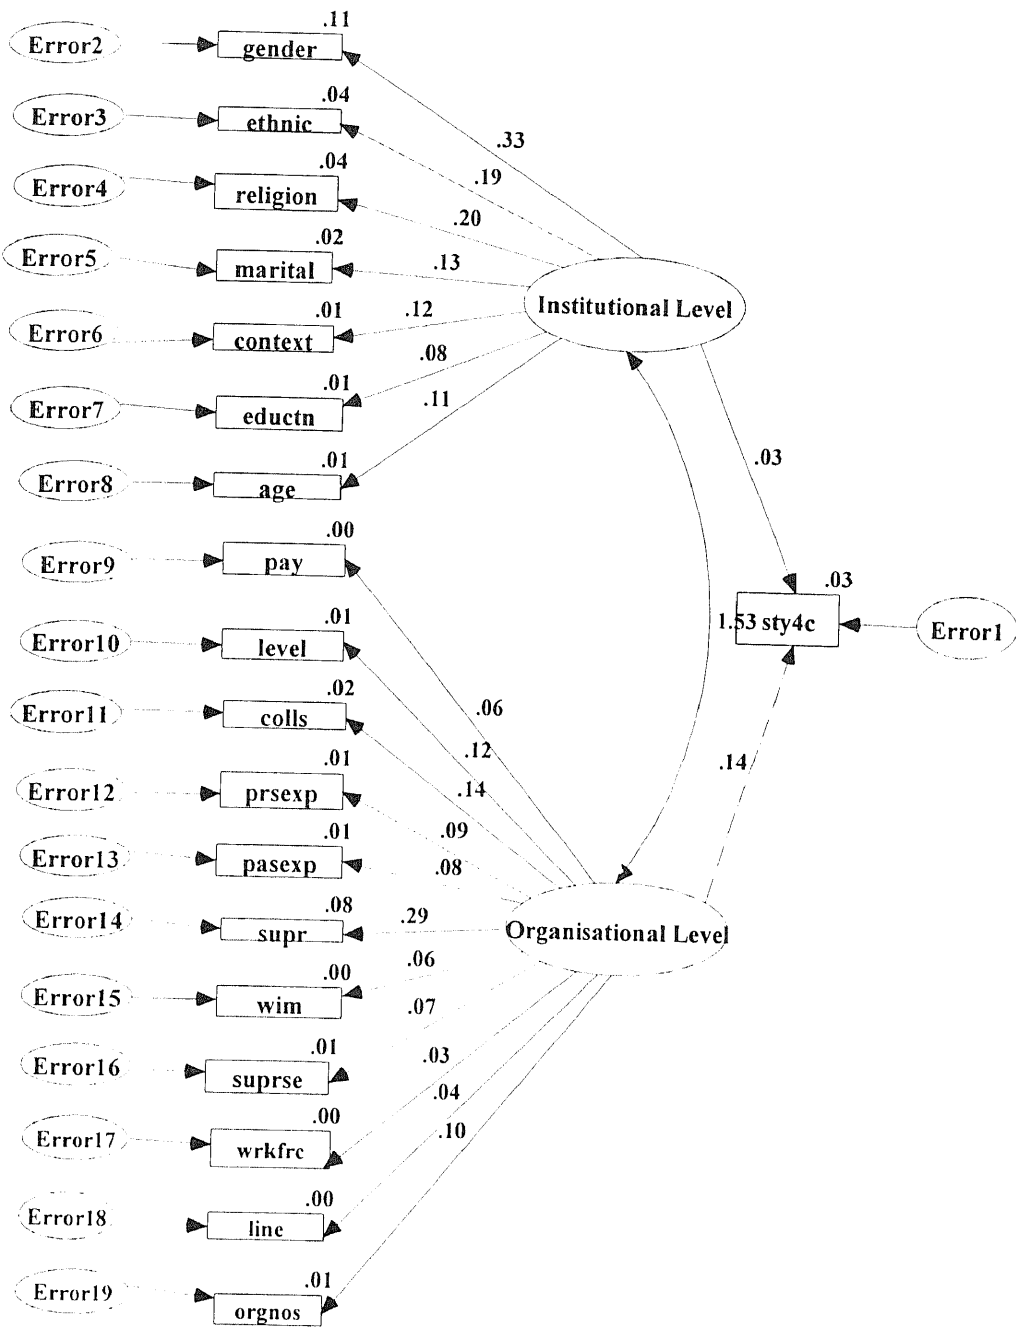 .11
Error2 gender
.04
Error3 ethnic
.33
.04
.19
Error4 religion
.20
.02
Error5 marital
.13
Institutional Level
.01
.12
Error6 context
.08
.01
Error7 eductn
.11
.01
.03
Error8 age
.00
Error9 pay
.03
.01
1.53 sty4c
Error1
Error10 level
.02
.06
Error11 colls
.12
.01
.14
.14
Error12 prsexp
.09
.01
Error13 pasexp
.08
.08
.29
Error14 supr
Organisational Level
.00
.06
Error15 wim
.07
.01
Error16 suprse
.03
.00
.04
Error17 wrkfrc
.10
.00
Error18 line
.01
Error19 orgnos